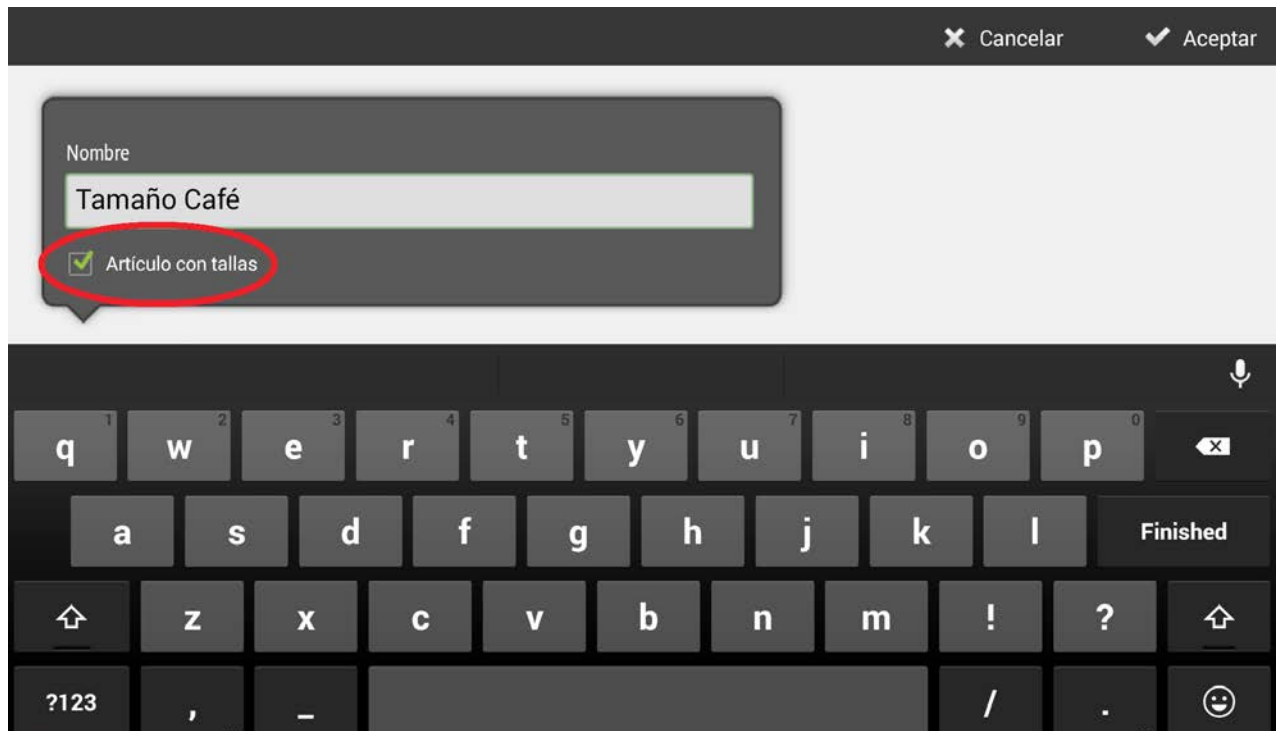 Cancelar Aceptar
Nombre
Tamaño Café
Artículo con tallas
1 2 3 4 5 6 7 8 9 0
q w e r t y u i o p
a s d f g h j k l Finished
z x c v b n m ! ?
?123 , _ / .